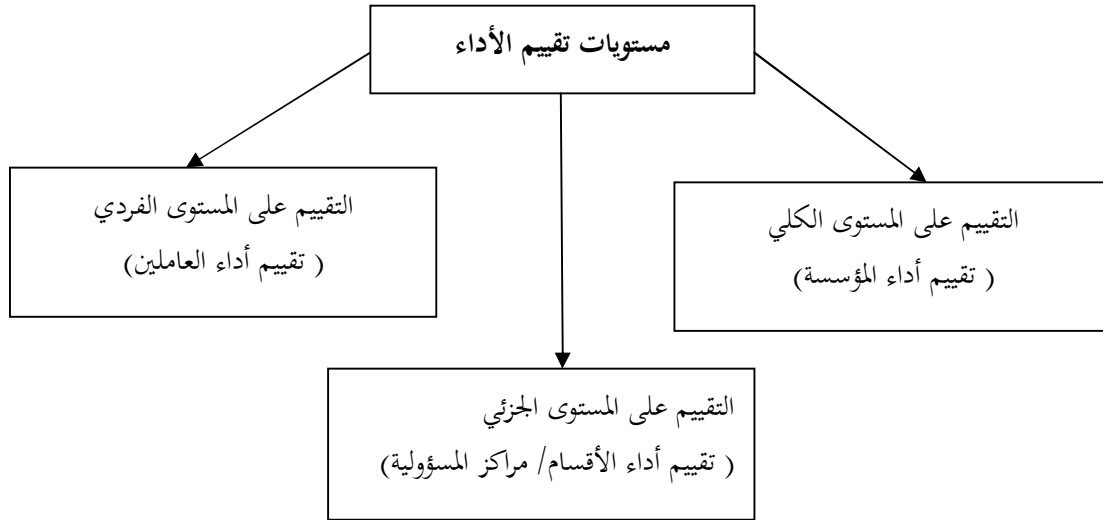 مستويات تقييم الأداء
التقييم على المستوى الكلي
( تقييم أداء المؤسسة)
التقييم على المستوى الفردي
( تقييم أداء العاملين)
التقييم على المستوى الجزئي
( تقييم أداء الأقسام/ مراكز المسؤولية)